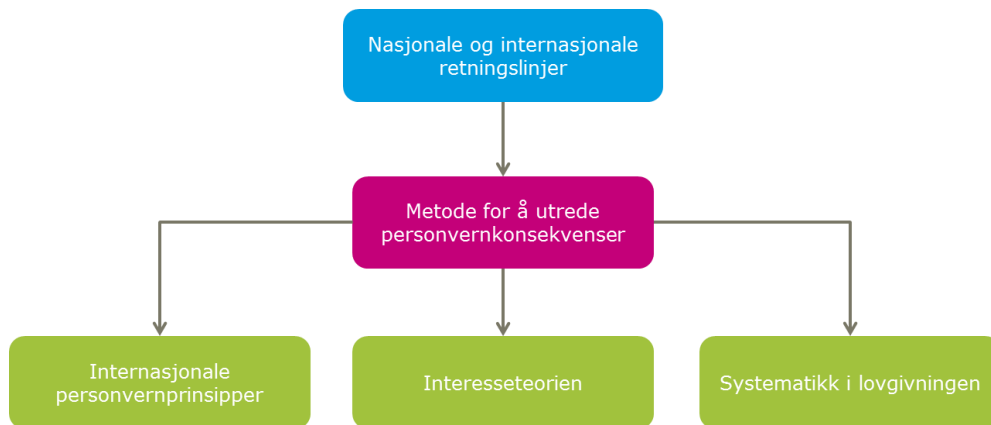 Nasjonale og internasjonale
retningslinjer
Metode for å utrede
personvernkonsekvenser
Internasjonale
personvernprinsipper
Interesseteorien
Systematikk i lovgivningen